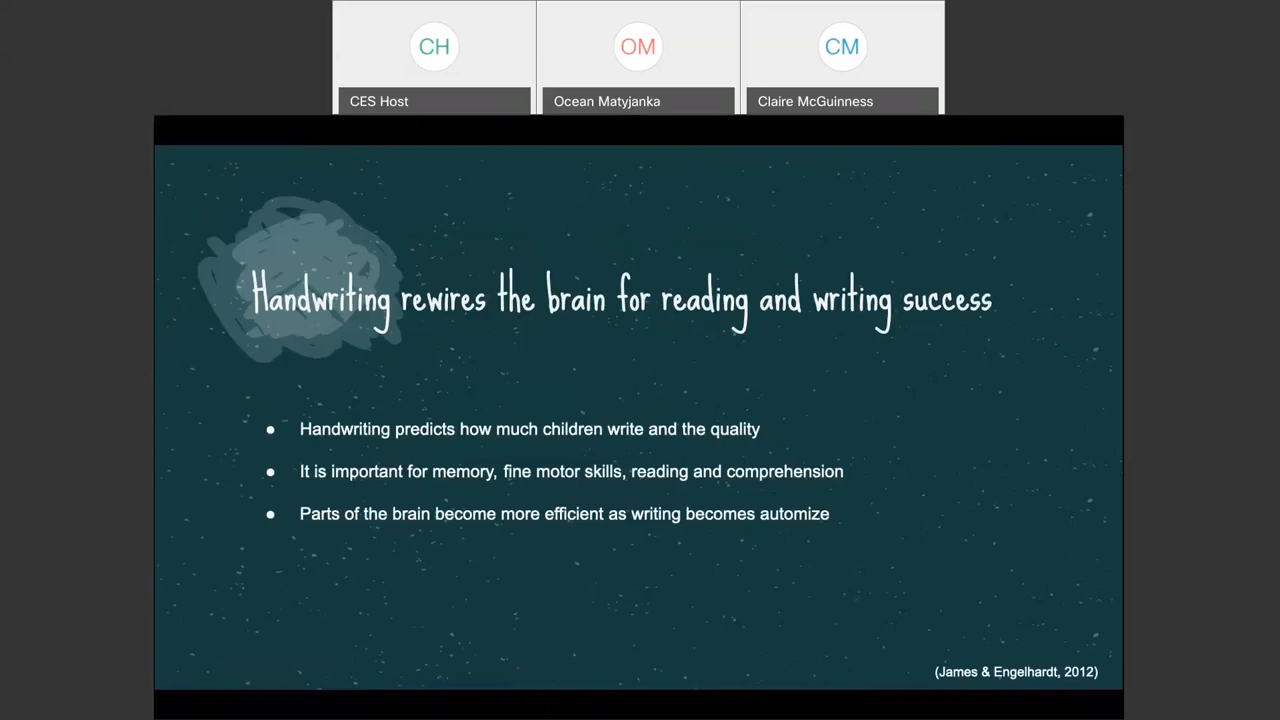 CH
OM
CM
CES Host
Ocean Matyjanka
Claire McGuinness
Handwriting rewires the brain for reading and writing success
● Handwriting predicts how much children write and the quality
● It is important for memory, fine motor skills, reading and comprehension
● Parts of the brain become more efficient as writing becomes automize
(James & Engelhardt, 2012)